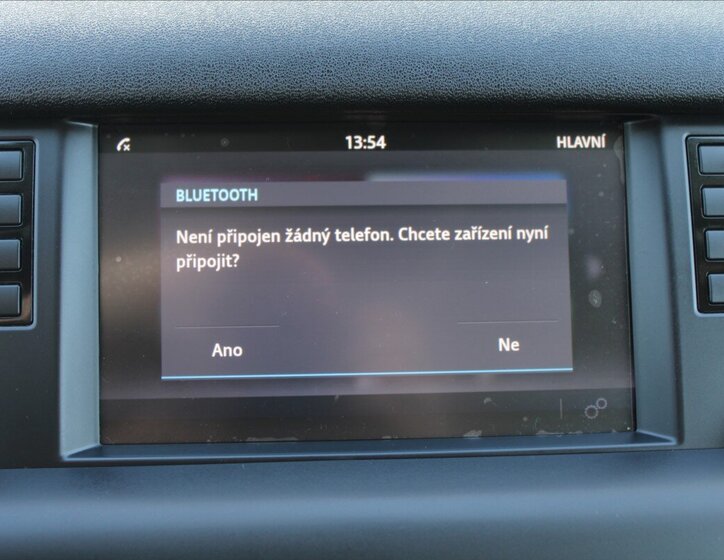 13:54 HLAVNÍ
BLUETOOTH
Není připojen žádný telefon. Chcete zařízení nyní
připojit?
Ano Ne